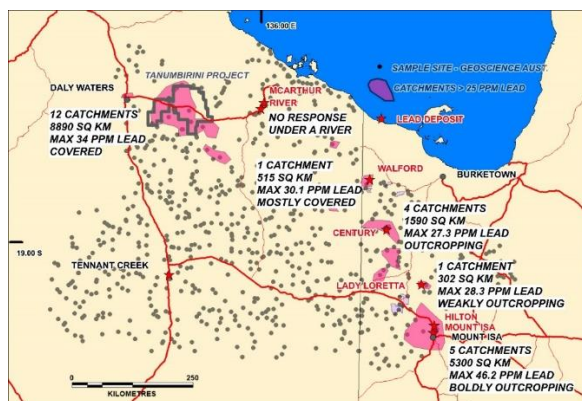 136.00 E
TANUMBIRINI PROJECT
DALY WATERS
MCARTHUR
RIVER
SAMPLE SITE - GEOSCIENCE AUST.
CATCHMENTS > 25 PPM LEAD
LEAD DEPOSIT
12 CATCHMENTS
8890 SQ KM
MAX 34 PPM LEAD
COVERED
NO RESPONSE
UNDER A RIVER
1 CATCHMENT
515 SQ KM
MAX 30.1 PPM LEAD
MOSTLY COVERED
WALFORD
BURKETOWN
4 CATCHMENTS
1590 SQ KM
MAX 27.3 PPM LEAD
OUTCROPPING
CENTURY
19.00 S
TENNANT CREEK
LADY LORETTA
1 CATCHMENT
302 SQ KM
MAX 28.3 PPM LEAD
WEAKLY OUTCROPPING
HILTON
MOUNT ISA
MOUNT ISA
5 CATCHMENTS
5300 SQ KM
MAX 46.2 PPM LEAD
BOLDLY OUTCROPPING
0 250
KILOMETRES